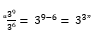 “3⁹/3⁶ = 3⁹⁻⁶ = 3³”